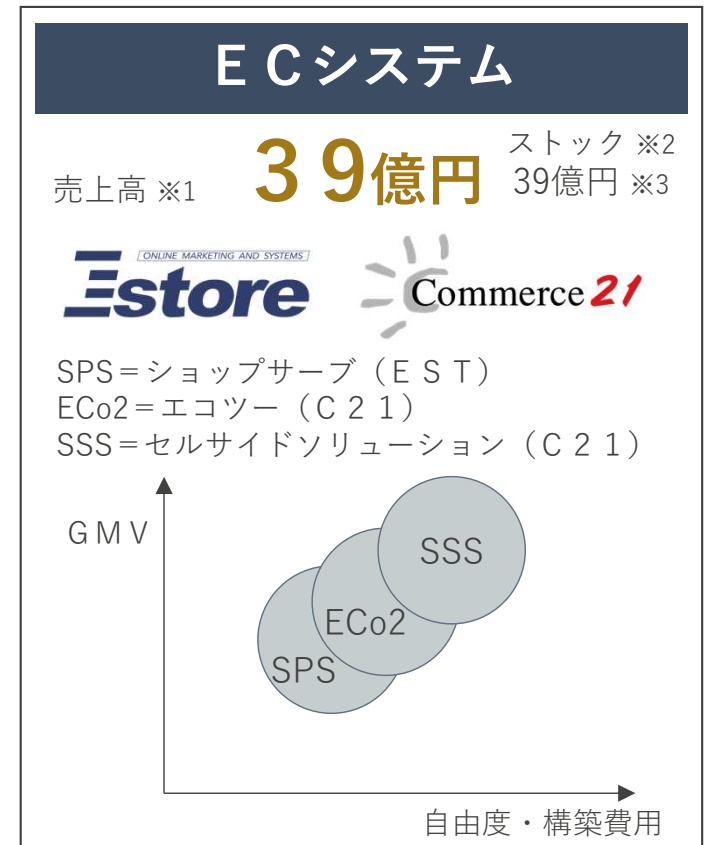 ＥＣシステム
売上高 ※1 ３９億円 ストック ※2
39億円 ※3
ONLINE MARKETING AND SYSTEMS
Estore
Commerce21
SPS＝ショップサーブ（ＥＳＴ）
ECo2＝エコツー（Ｃ２１）
SSS＝セルサイドソリューション（Ｃ２１）
ＧＭＶ
SSS
ECo2
SPS
自由度・構築費用